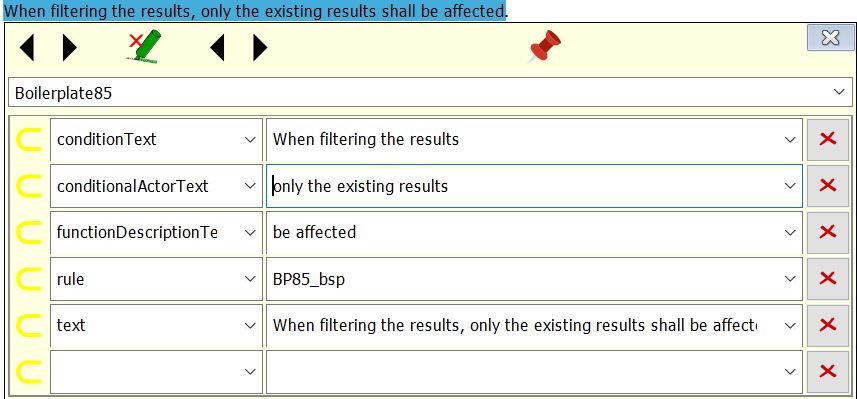 When filtering the results, only the existing results shall be affected.
Boilerplate85
conditionText When filtering the results
conditionalActorText only the existing results
functionDescriptionTe be affected
rule BP85_bsp
text When filtering the results, only the existing results shall be affect